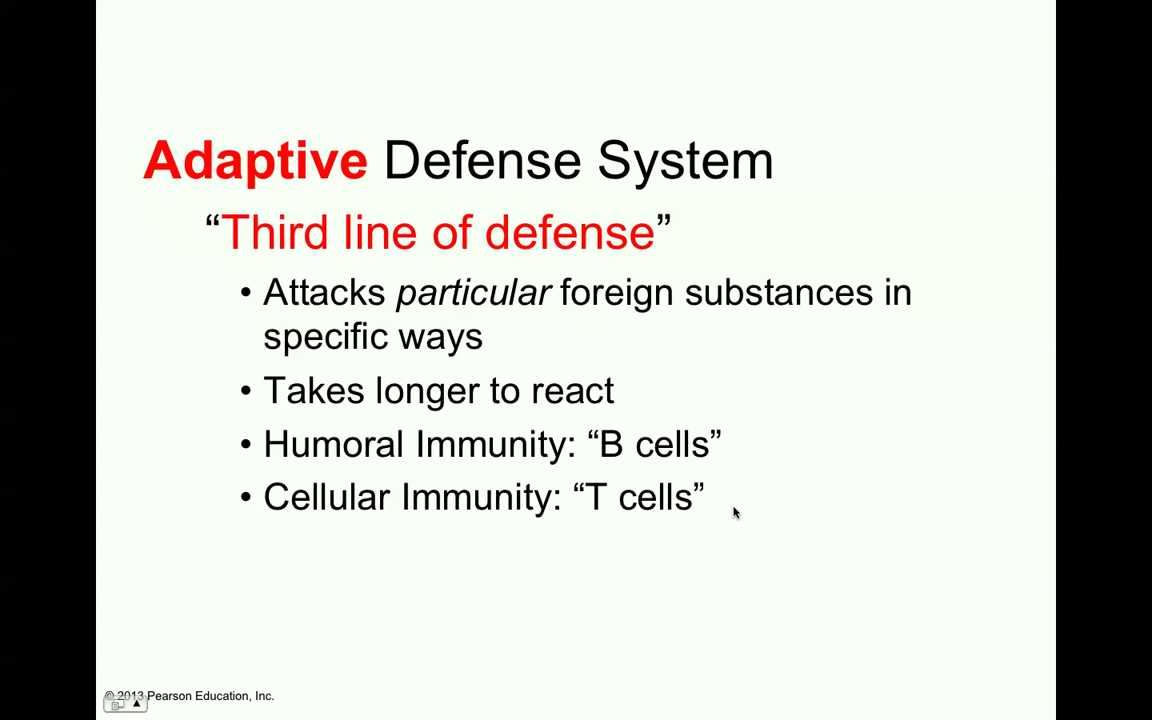 Adaptive Defense System
“Third line of defense”
• Attacks particular foreign substances in
specific ways
• Takes longer to react
• Humoral Immunity: “B cells”
• Cellular Immunity: “T cells”
© 2013 Pearson Education, Inc.